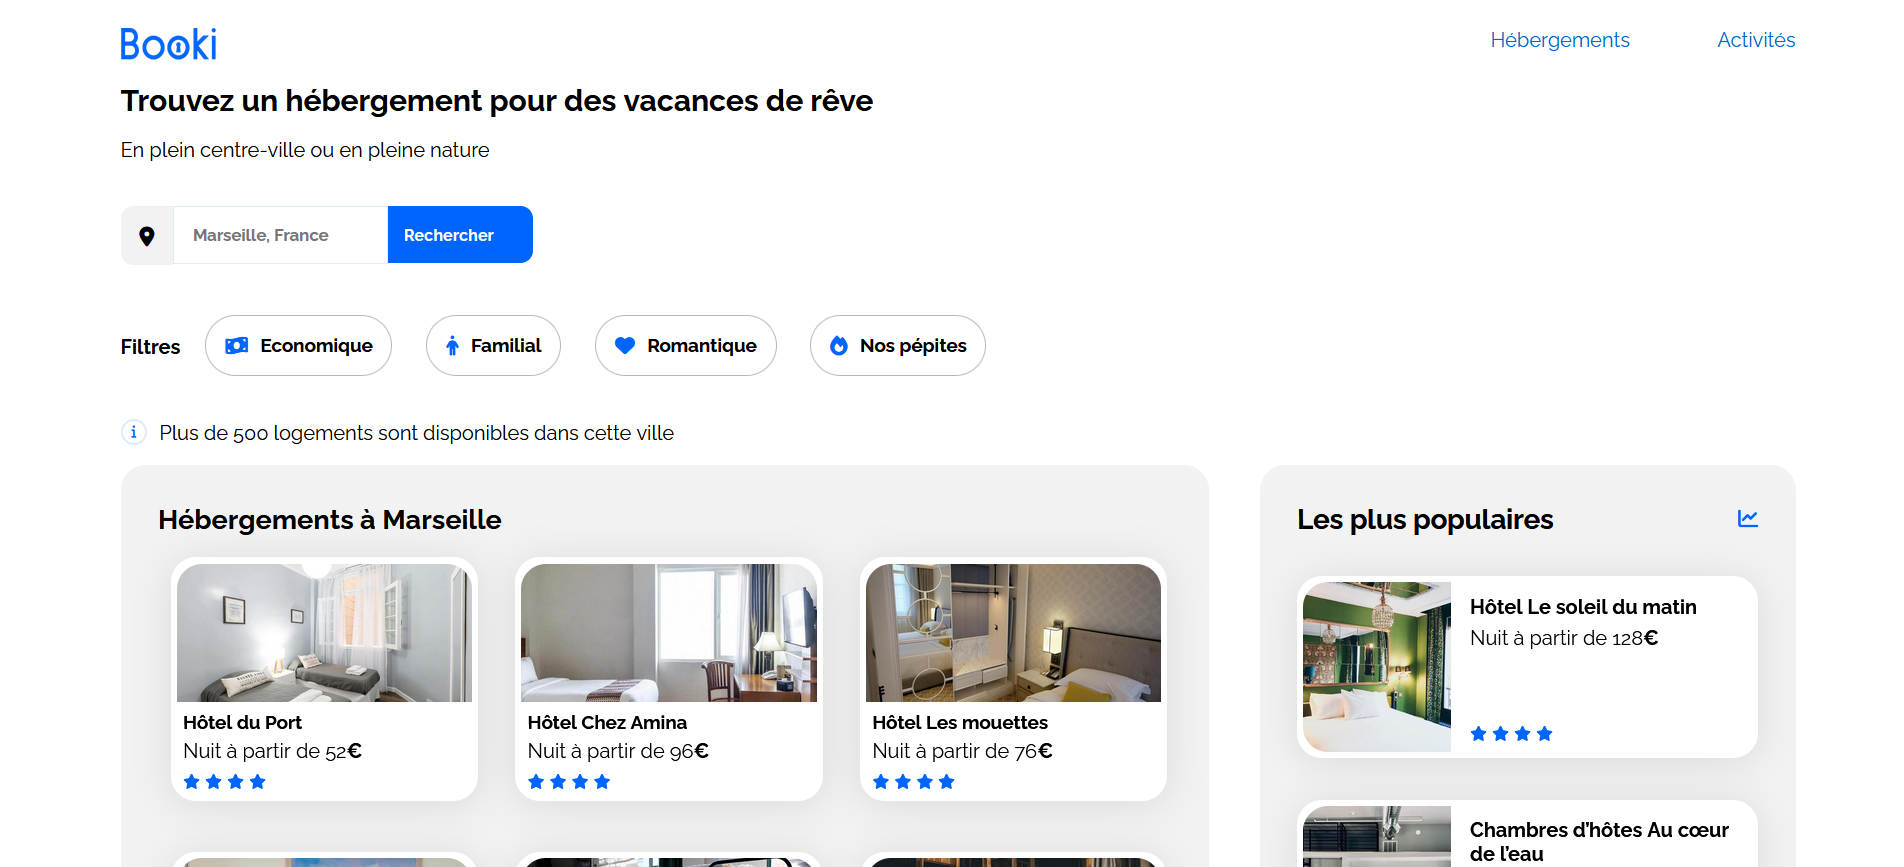 Booki
Hébergements
Activités
Trouvez un hébergement pour des vacances de rêve
En plein centre-ville ou en pleine nature
Marseille, France
Rechercher
Filtres
Economique
Familial
Romantique
Nos pépites
Plus de 500 logements sont disponibles dans cette ville
Hébergements à Marseille
Hôtel du Port
Nuit à partir de 52€
Hôtel Chez Amina
Nuit à partir de 96€
Hôtel Les mouettes
Nuit à partir de 76€
Les plus populaires
Hôtel Le soleil du matin
Nuit à partir de 128€
Chambres d’hôtes Au cœur
de l’eau